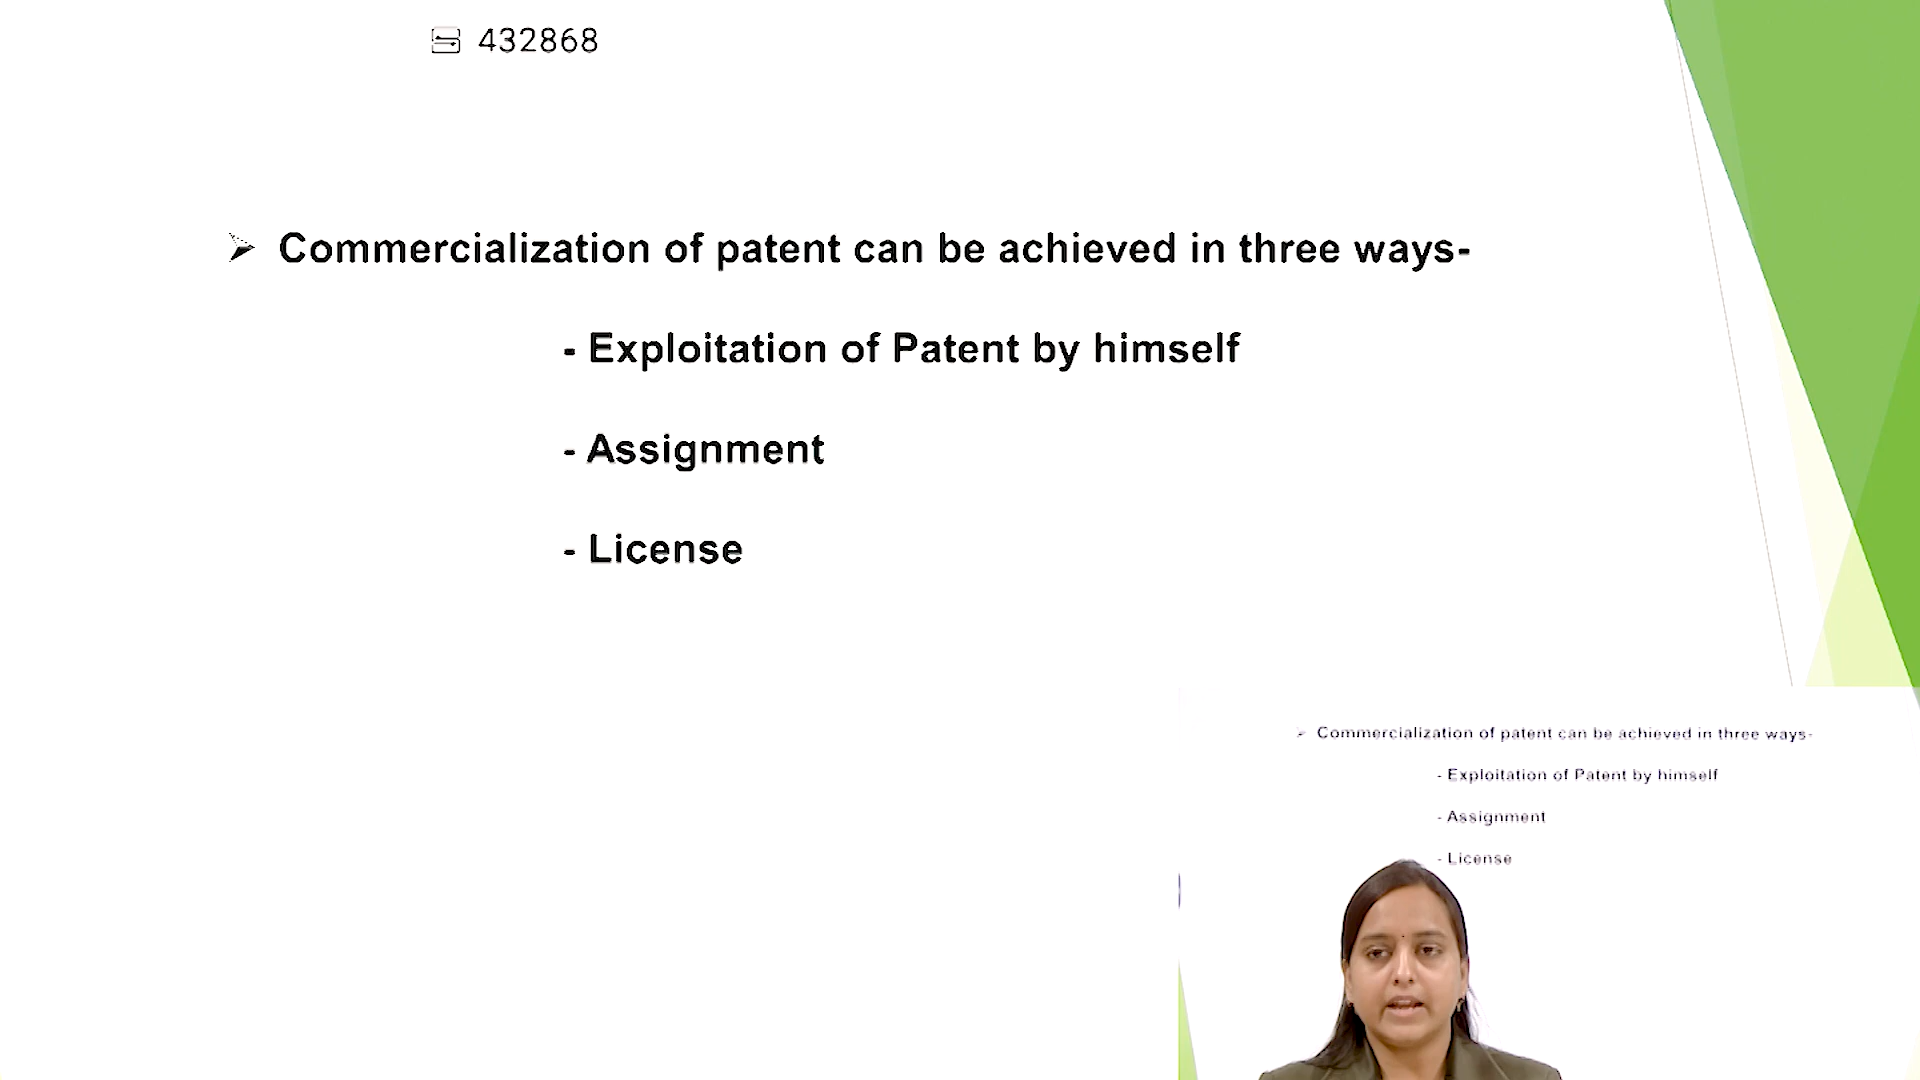 432868
➢ Commercialization of patent can be achieved in three ways-
- Exploitation of Patent by himself
- Assignment
- License
➢ Commercialization of patent can be achieved in three ways-
- Exploitation of Patent by himself
- Assignment
- License